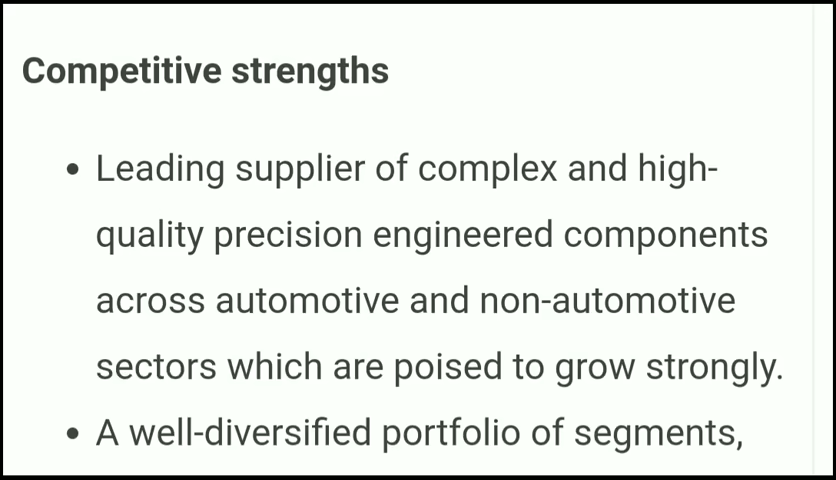 Competitive strengths
• Leading supplier of complex and high-
quality precision engineered components
across automotive and non-automotive
sectors which are poised to grow strongly.
• A well-diversified portfolio of segments,